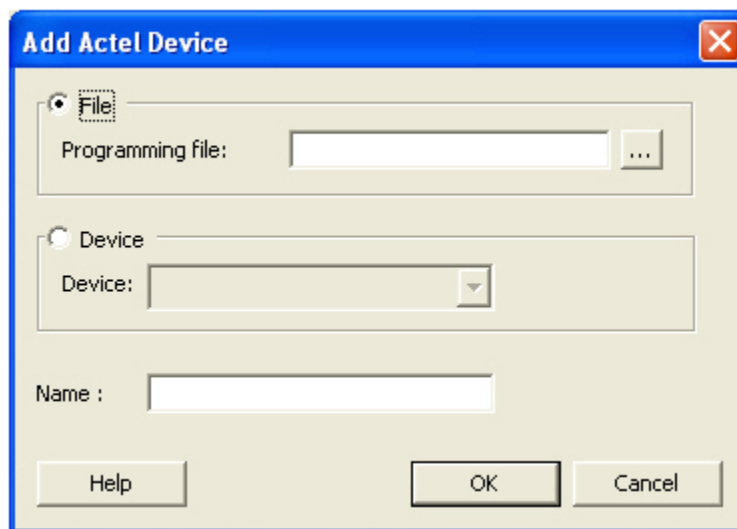 Add Actel Device
File
Programming file:
...
Device
Device:
Name :
Help OK Cancel